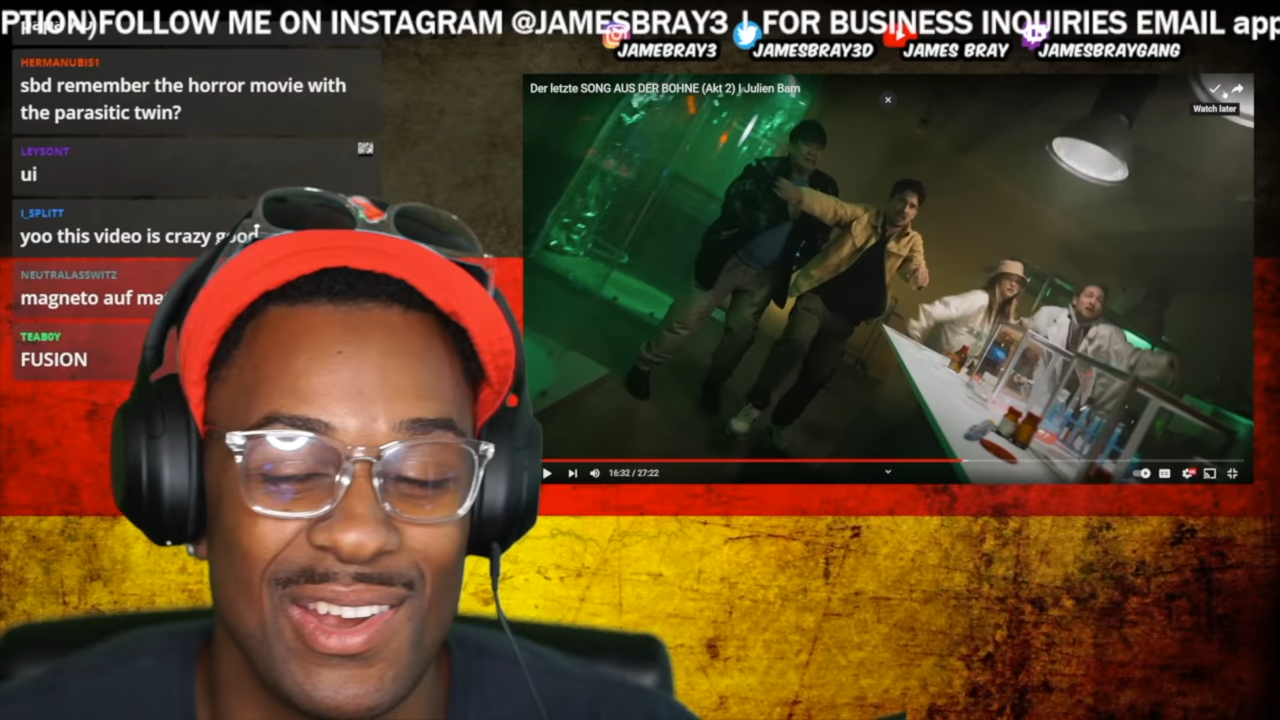 PTION)FOLLOW ME ON INSTAGRAM @JAMESBRAY3 | FOR BUSINESS INQUIRIES EMAIL app
JAMEBRAY3 JAMESBRAY3D JAMES BRAY JAMESBRAYGANG
HERMANUBIS1
sbd remember the horror movie with
the parasitic twin?
LEYSONT
ui
I_SPLITT
yoo this video is crazy good
NEUTRALASSWITZ
magneto auf
TEABOY
FUSION
Der letzte SONG AUS DER BOHNE (Akt 2) | Julien Bam
Watch later
16:32 / 27:22